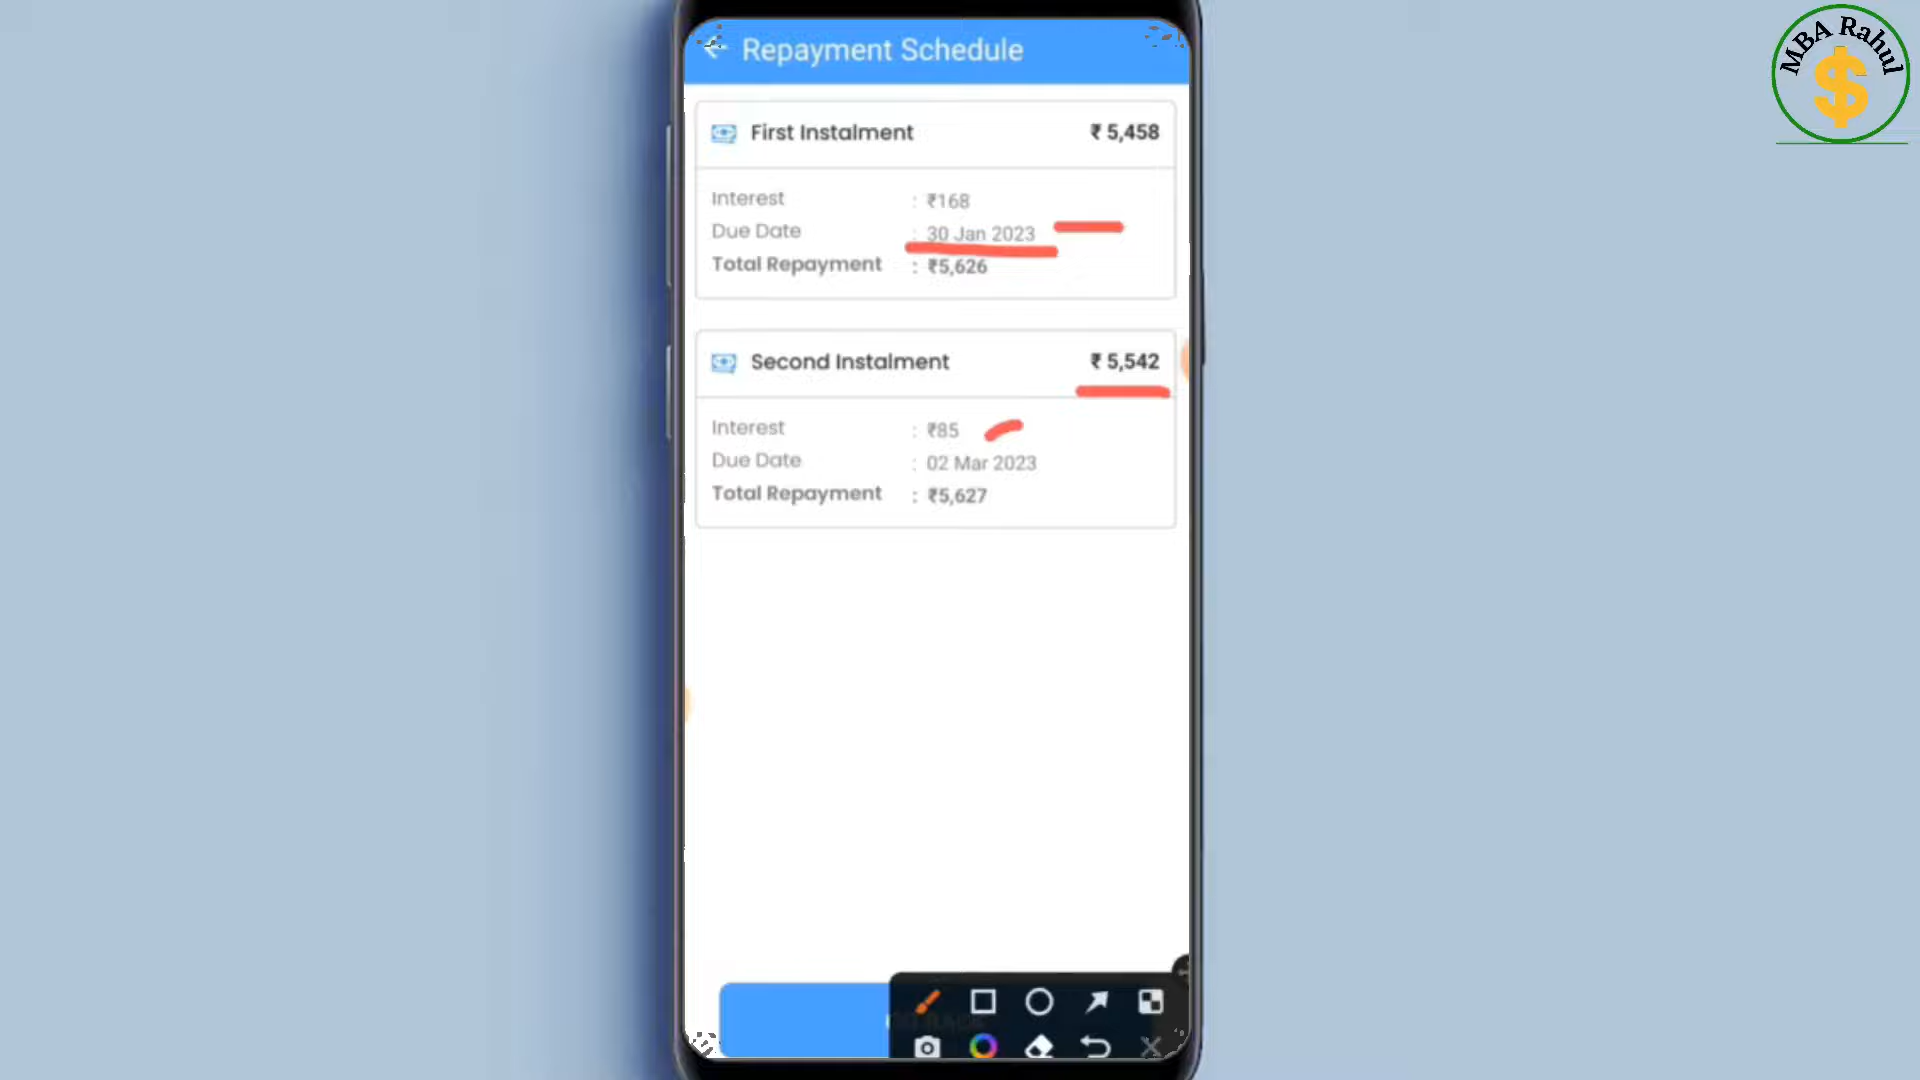 Repayment Schedule
First Instalment ₹ 5,458
Interest : ₹168
Due Date : 30 Jan 2023
Total Repayment : ₹5,626
Second Instalment ₹ 5,542
Interest : ₹85
Due Date : 02 Mar 2023
Total Repayment : ₹5,627
MBA Rahul